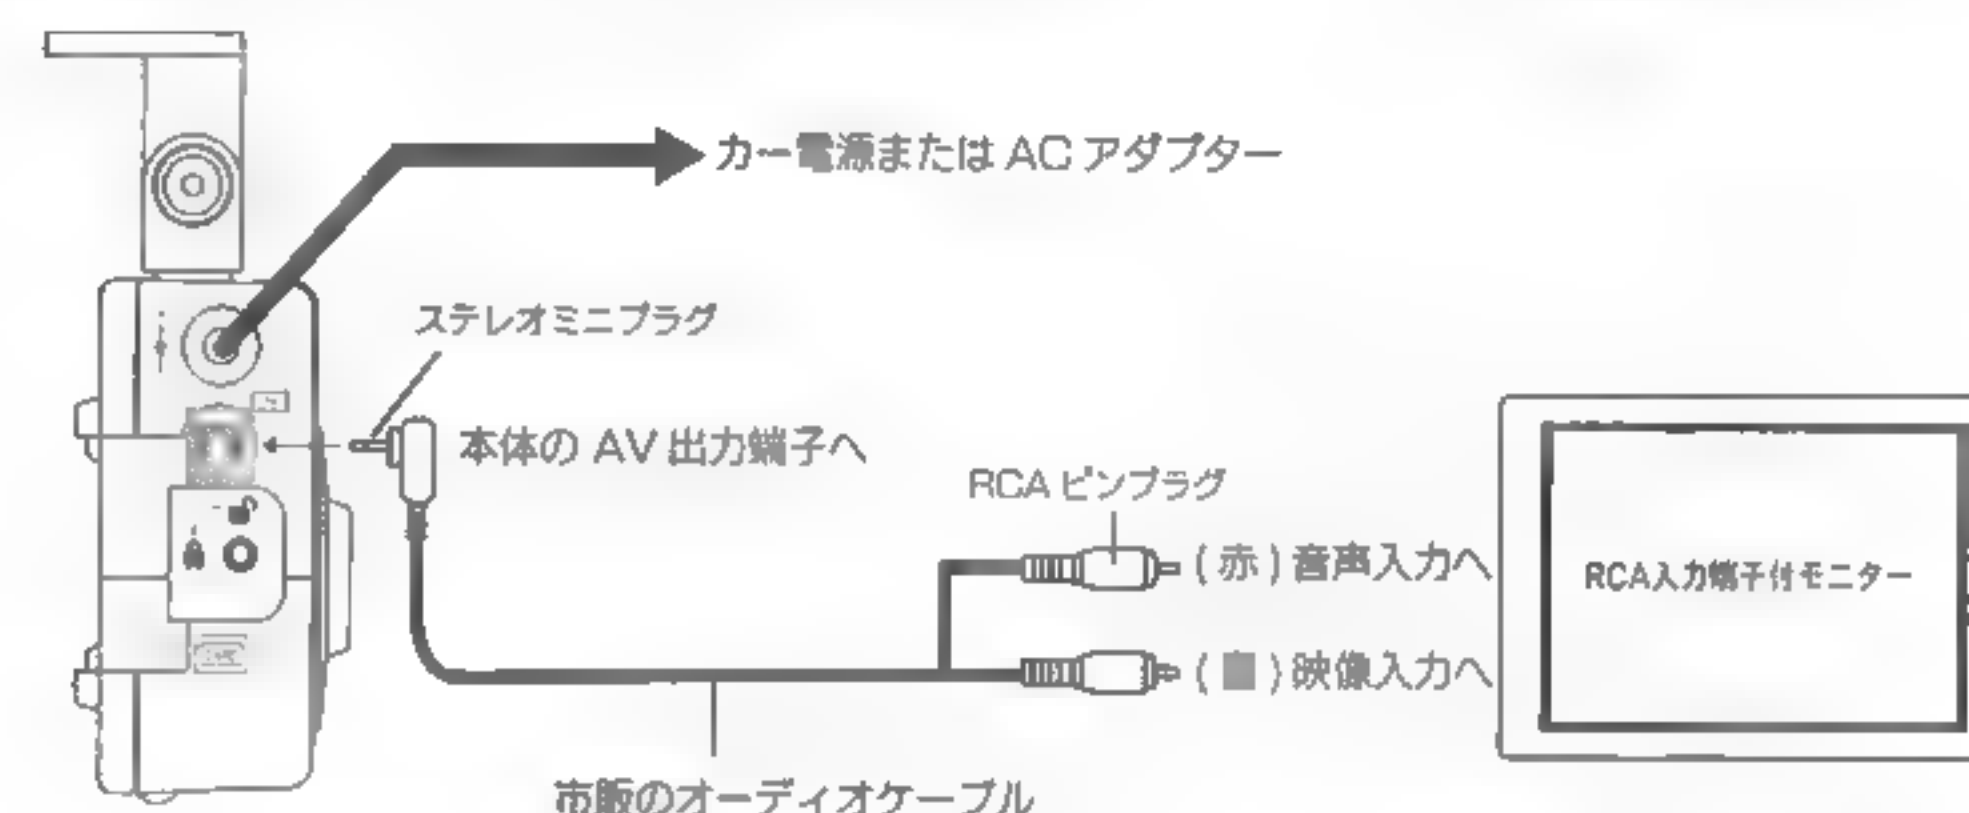 カー電源または AC アダプター
ステレオミニプラグ
本体の AV 出力端子へ
RCA ピンプラグ
(赤) 音声入力へ
RCA入力端子付モニター
( ) 映像入力へ
市販のオーディオケーブル